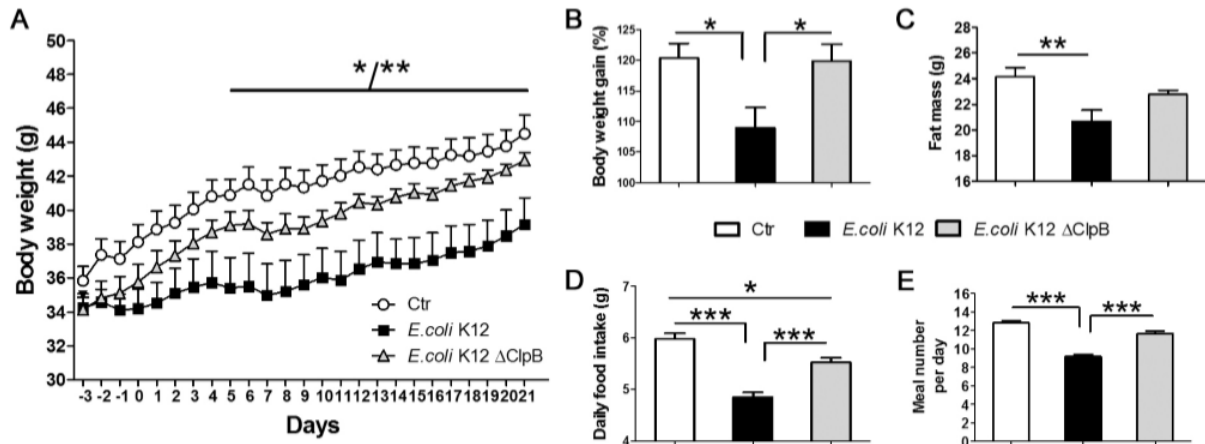 A
Body weight (g)
50
48
46
44
42
40
38
36
34
32
30
*/**
Ctr
E.coli K12
E.coli K12 ΔClpB
-3 -2 -1 0 1 2 3 4 5 6 7 8 9 10 11 12 13 14 15 16 17 18 19 20 21
Days
B
Body weight gain (%)
125
120
115
110
105
100
* *
C
Fat mass (g)
26
24
22
20
18
16
**
Ctr E.coli K12 E.coli K12 ΔClpB
D
Daily food intake (g)
7
6
5
4
*
***
***
E
Meal number
per day
16
14
12
10
8
6
4
2
0
*** ***